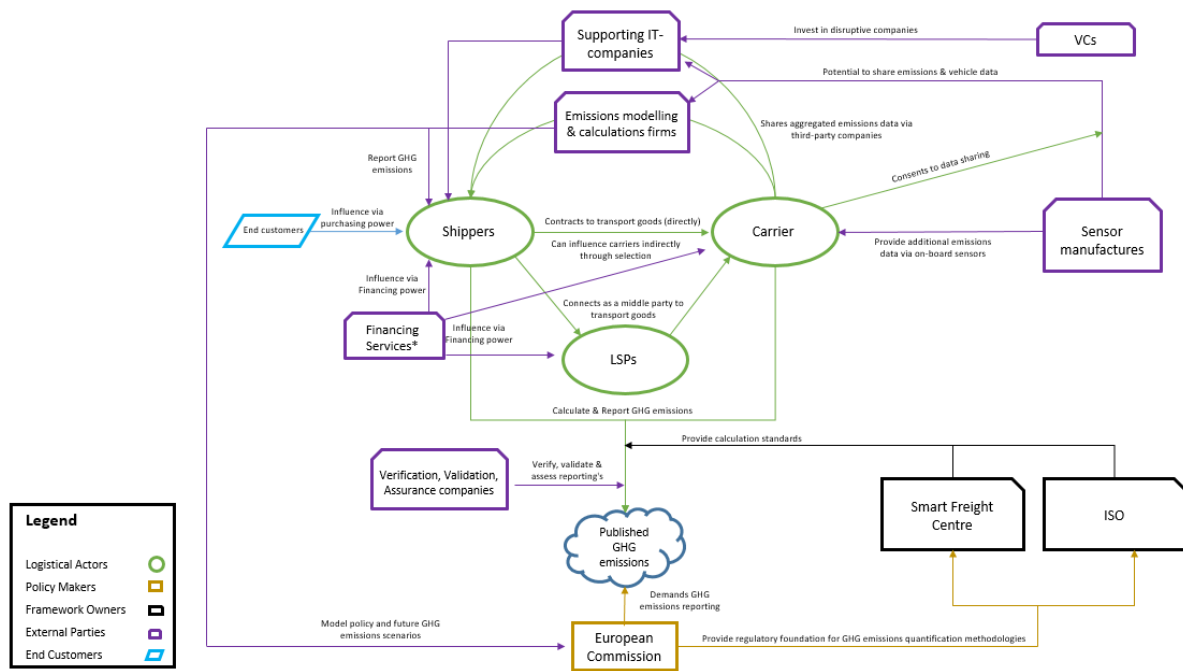 Supporting IT-
companies
Invest in disruptive companies
VCs
Potential to share emissions & vehicle data
Emissions modelling
& calculations firms
Shares aggregated emissions data via
third-party companies
Report GHG
emissions
Consents to data sharing
End customers
Influence via
purchasing power
Shippers
Contracts to transport goods (directly)
Can influence carriers indirectly
through selection
Carrier
Provide additional emissions
data via on-board sensors
Sensor
manufactures
Influence via
Financing power
Financing
Services*
Influence via
Financing power
Connects as a middle party to
transport goods
LSPs
Calculate & Report GHG emissions
Provide calculation standards
Verification, Validation,
Assurance companies
Verify, validate &
assess reporting's
Smart Freight
Centre
ISO
Published
GHG
emissions
Demands GHG
emissions reporting
Model policy and future GHG
emissions scenarios
European
Commission
Provide regulatory foundation for GHG emissions quantification methodologies
Legend
Logistical Actors
Policy Makers
Framework Owners
External Parties
End Customers